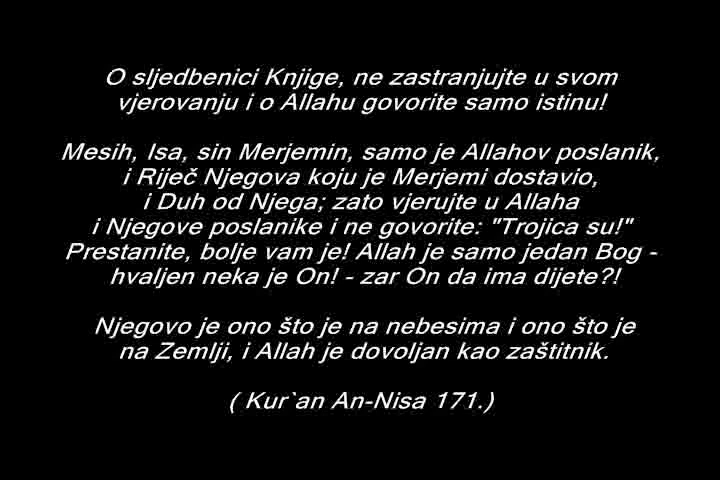 O sljedbenici Knjige, ne zastranjujte u svom
vjerovanju i o Allahu govorite samo istinu!
Mesih, Isa, sin Merjemin, samo je Allahov poslanik,
i Riječ Njegova koju je Merjemi dostavio,
i Duh od Njega; zato vjerujte u Allaha
i Njegove poslanike i ne govorite: "Trojica su!"
Prestanite, bolje vam je! Allah je samo jedan Bog -
hvaljen neka je On! - zar On da ima dijete?!
Njegovo je ono što je na nebesima i ono što je
na Zemlji, i Allah je dovoljan kao zaštitnik.
( Kur`an An-Nisa 171.)